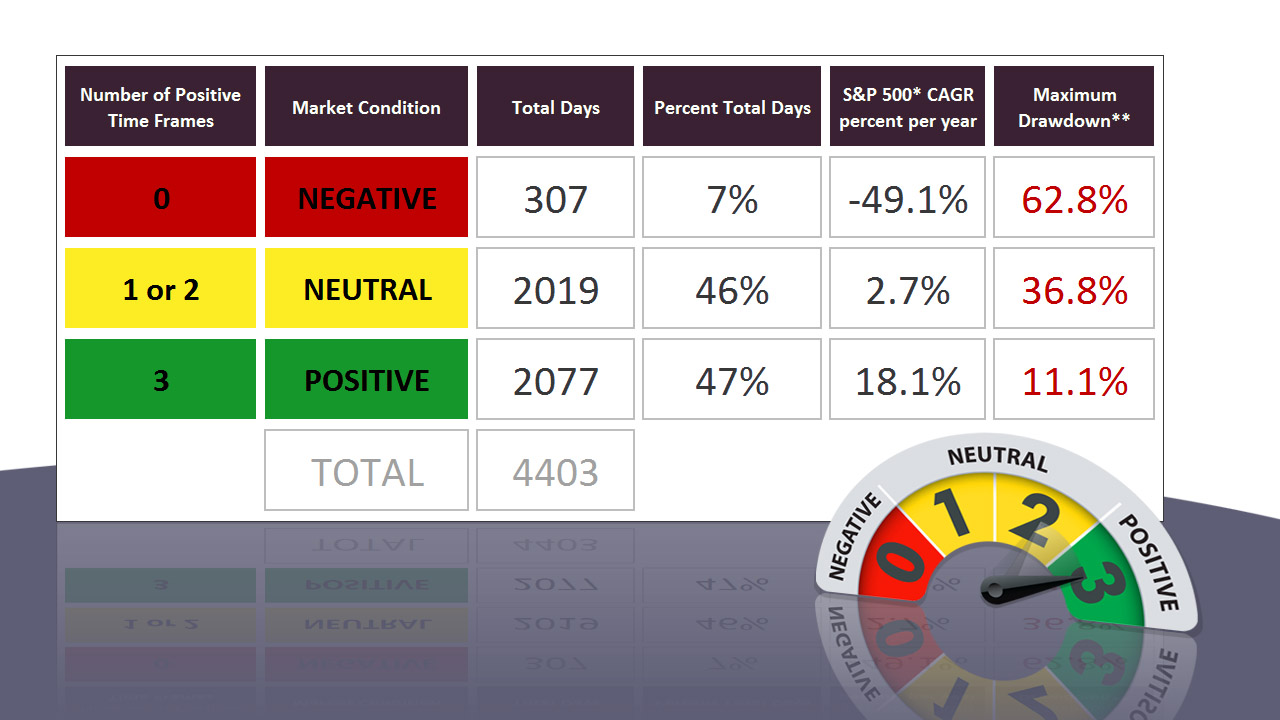 Number of Positive Time Frames
Market Condition
Total Days
Percent Total Days
S&P 500* CAGR percent per year
Maximum Drawdown**
0
NEGATIVE
307
7%
-49.1%
62.8%
1 or 2
NEUTRAL
2019
46%
2.7%
36.8%
3
POSITIVE
2077
47%
18.1%
11.1%
TOTAL
4403
NEGATIVE
NEUTRAL
POSITIVE
0
1
2
3